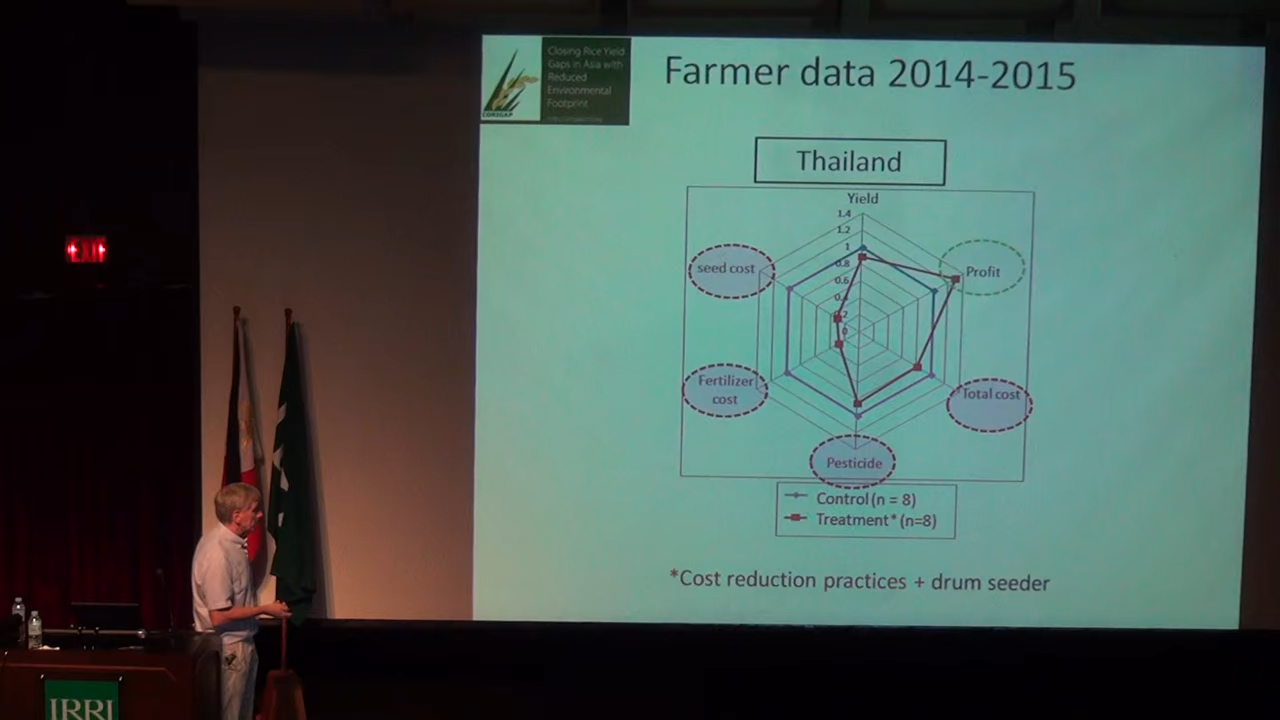 Closing Rice Yield
Gaps in Asia with
Reduced
Environmental
Footprint
CORIGAP
Farmer data 2014-2015
Thailand
Yield
1.4
1.2
1
0.8
0.6
0
seed cost
Profit
Fertilizer
cost
Total cost
Pesticide
Control (n = 8)
Treatment* (n=8)
*Cost reduction practices + drum seeder
EXIT
IRRI